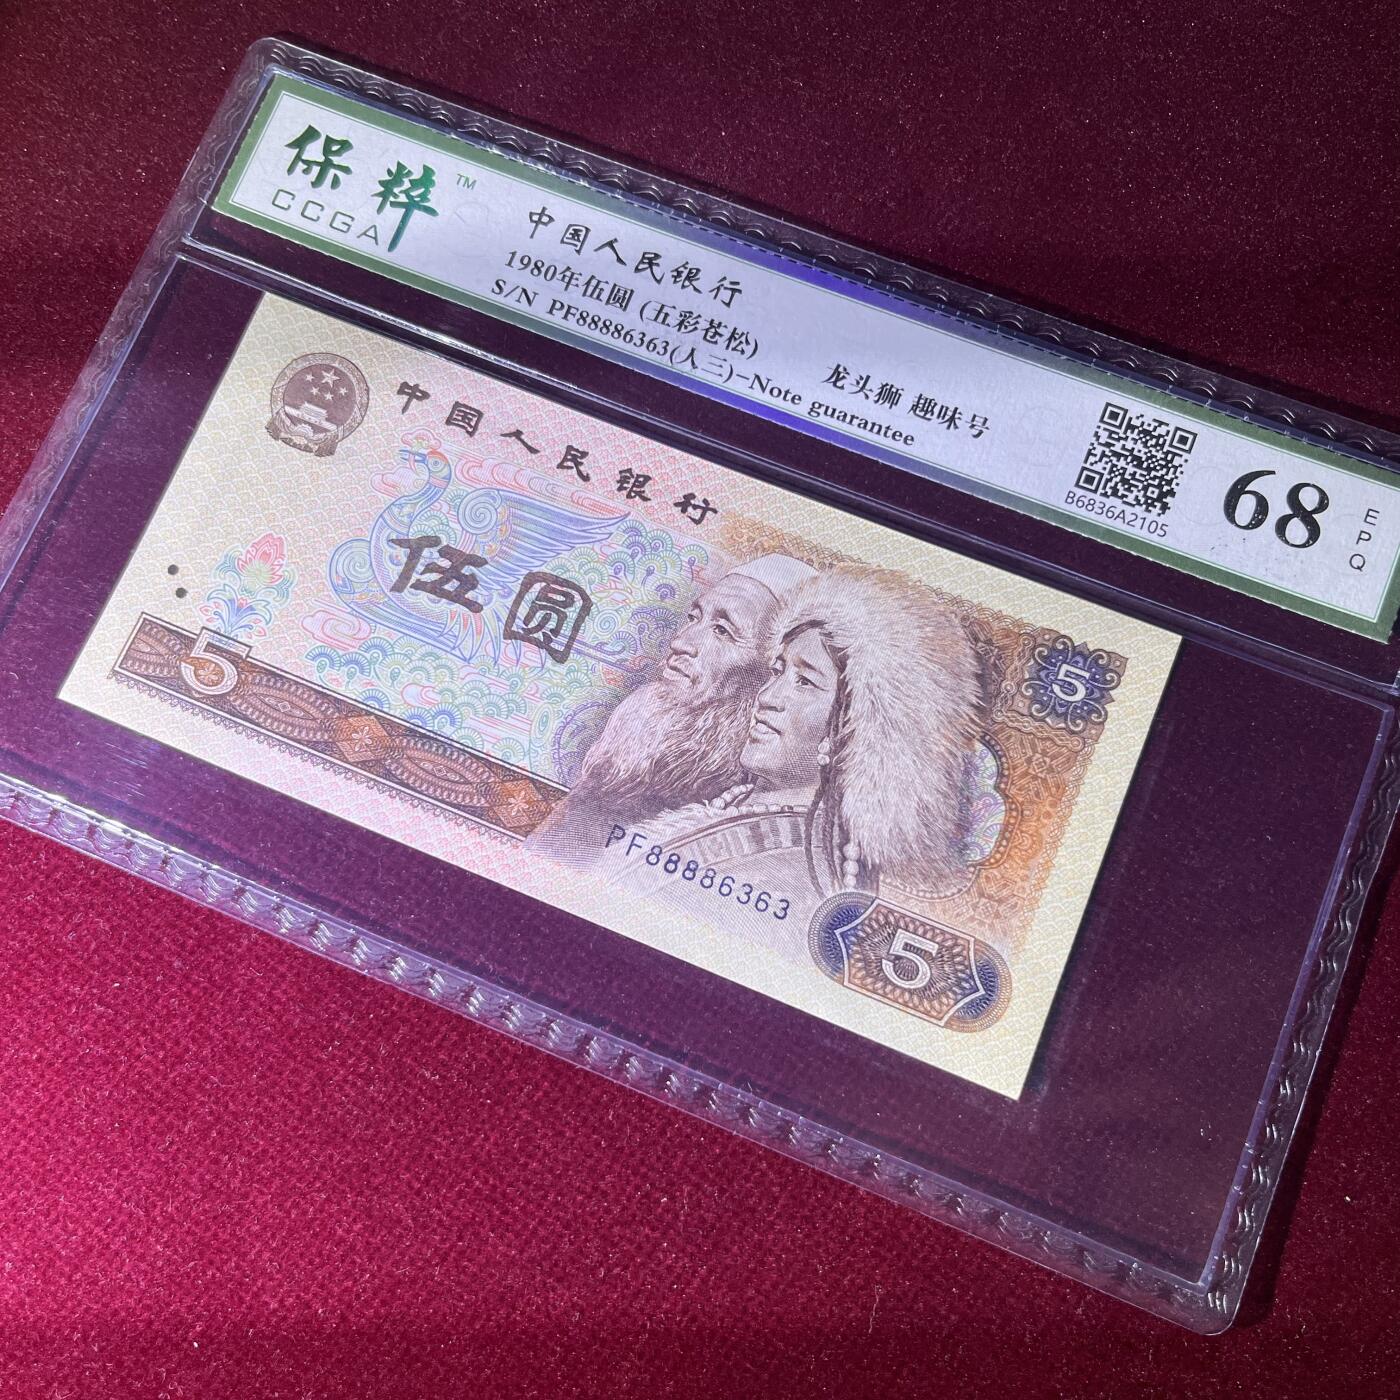 保粹™
CCGA
中国人民银行
1980年伍圆 (五彩苍松)
S/N PF88886363(人三)-Note guarantee
龙头狮 趣味号
B6836A2105
68
EPQ
中国人民银行
伍圆
5
5
PF88886363
5